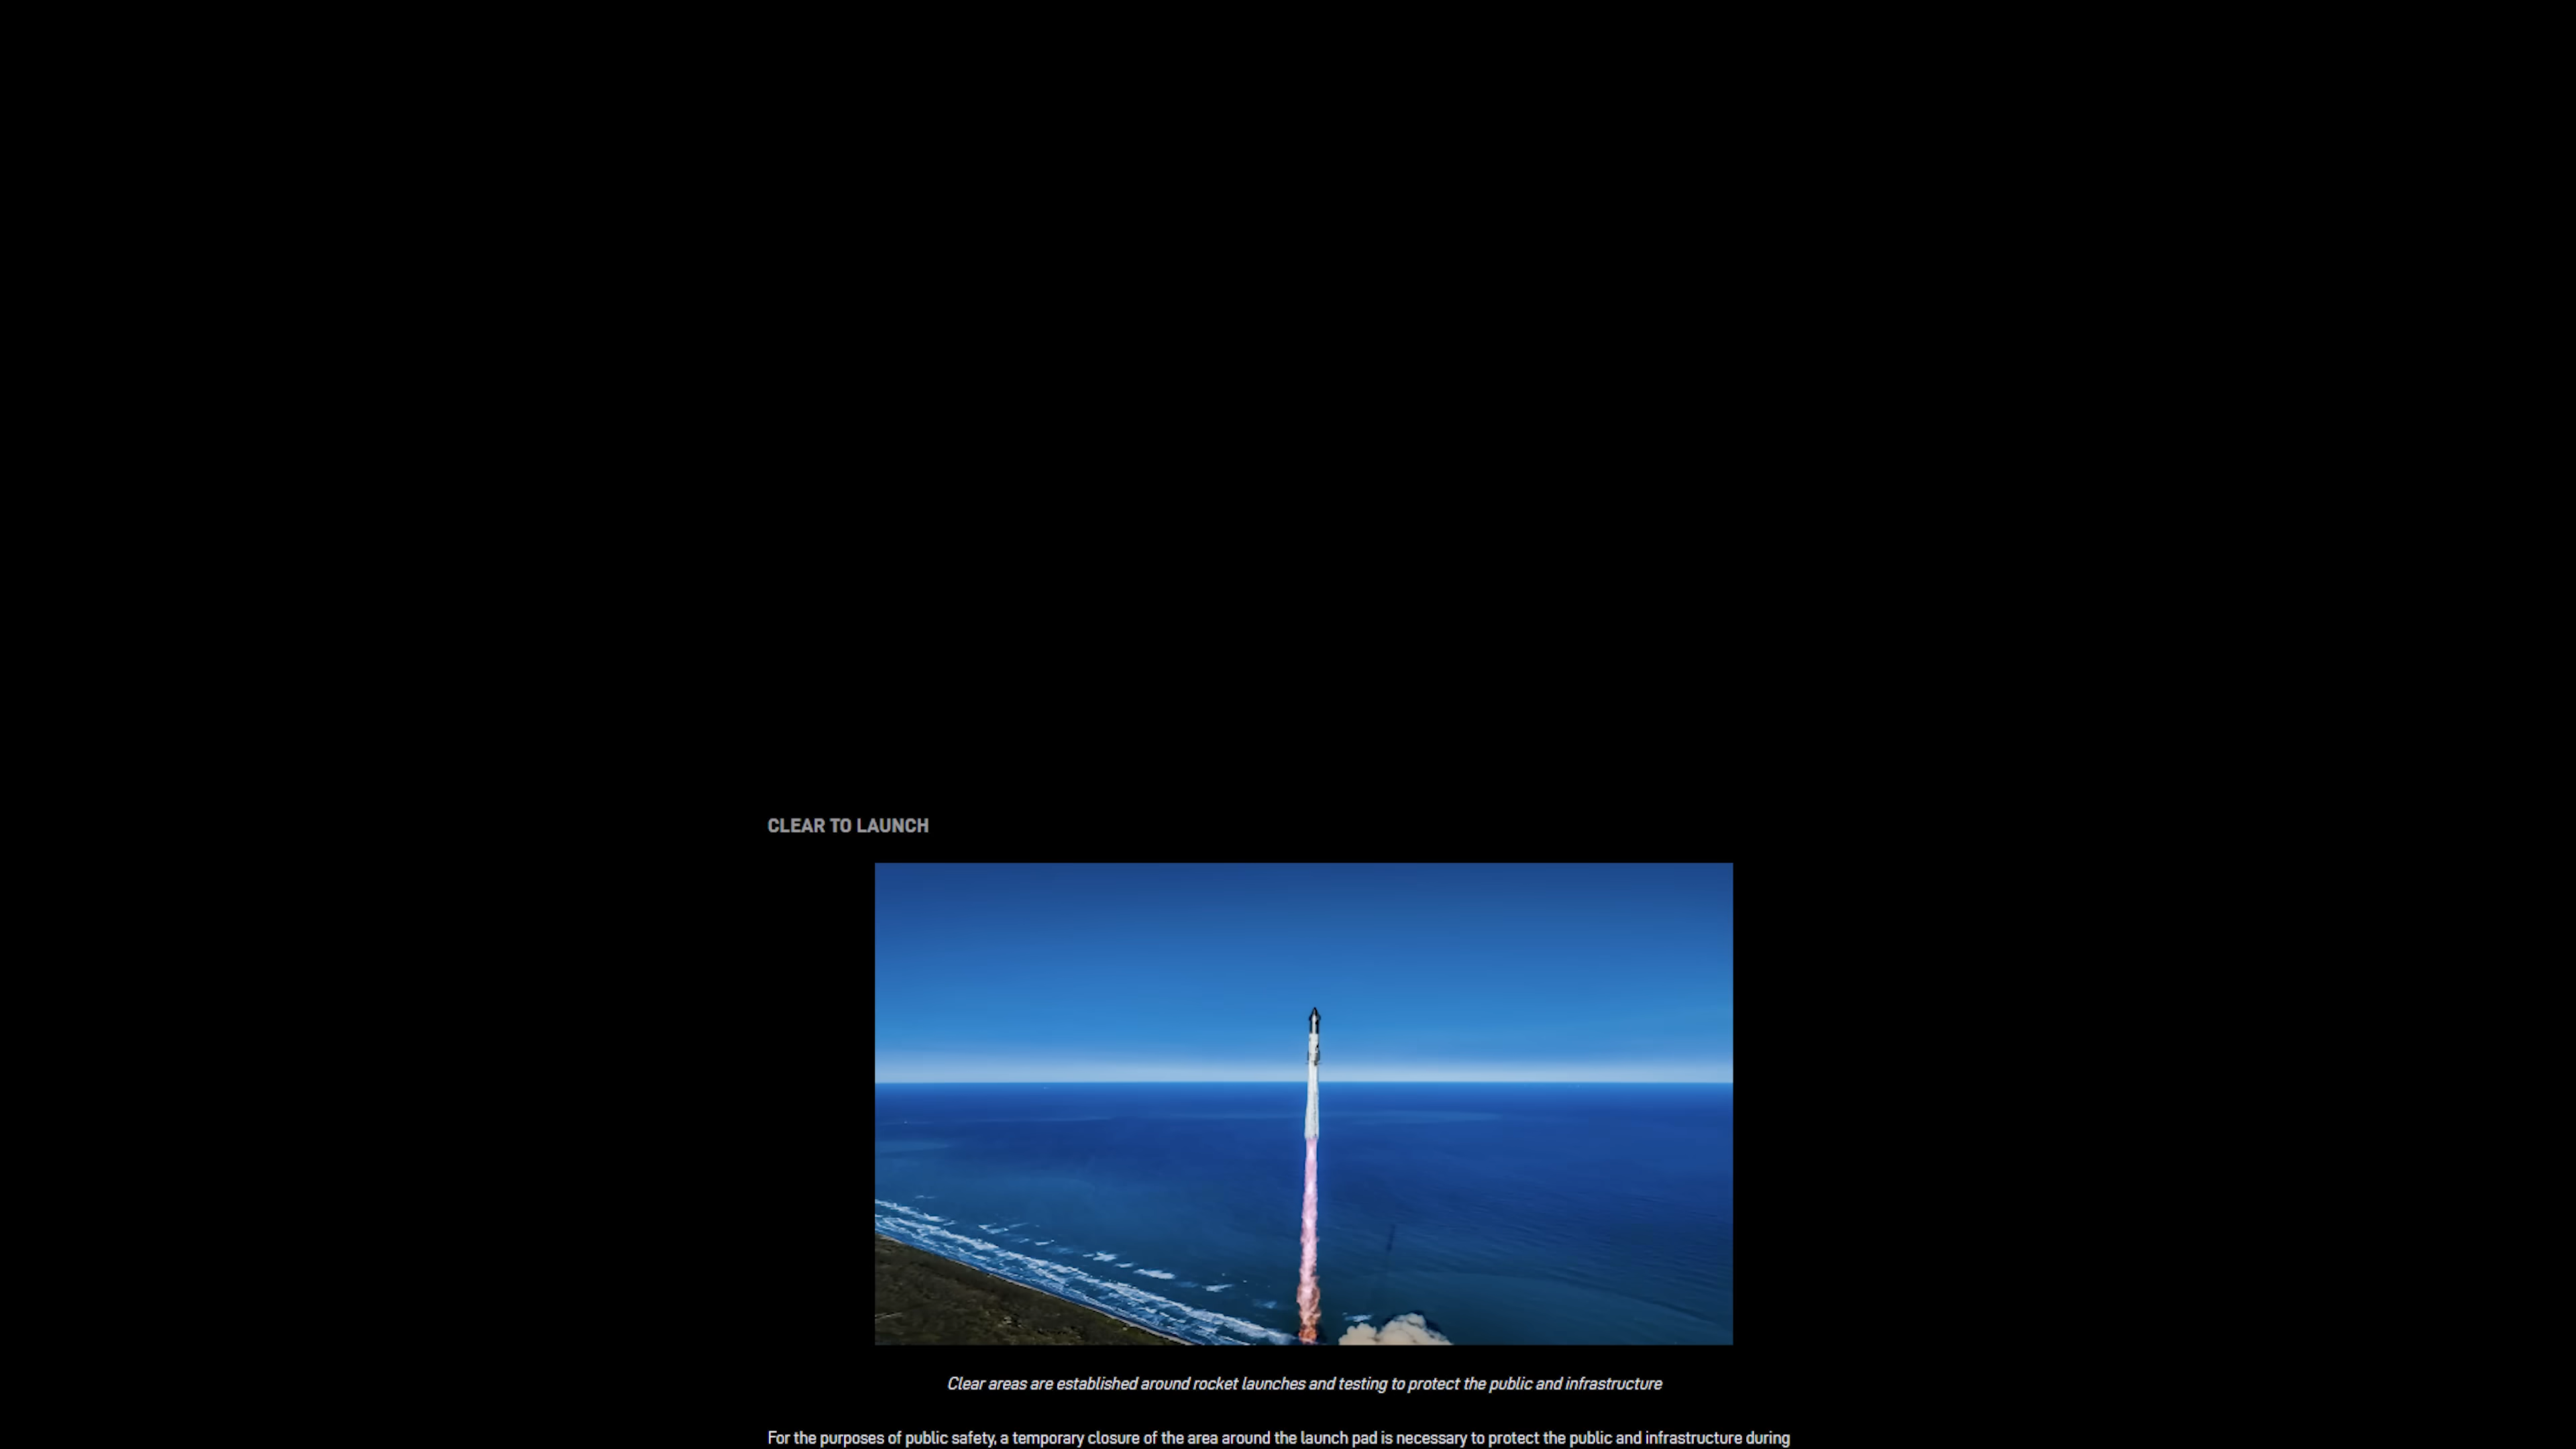 CLEAR TO LAUNCH
Clear areas are established around rocket launches and testing to protect the public and infrastructure
For the purposes of public safety, a temporary closure of the area around the launch pad is necessary to protect the public and infrastructure during